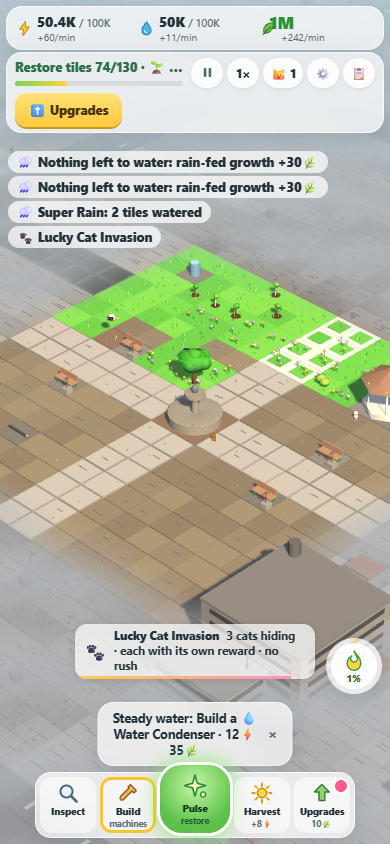 50.4K / 100K
+60/min
50K / 100K
+11/min
1M
+242/min
Restore tiles 74/130 · ...
1×
1
Upgrades
Nothing left to water: rain-fed growth +30
Nothing left to water: rain-fed growth +30
Super Rain: 2 tiles watered
Lucky Cat Invasion
Lucky Cat Invasion 3 cats hiding
· each with its own reward · no
rush
1%
Steady water: Build a
Water Condenser · 12
35
×
Inspect
Build
machines
Pulse
restore
Harvest
+8
Upgrades
10